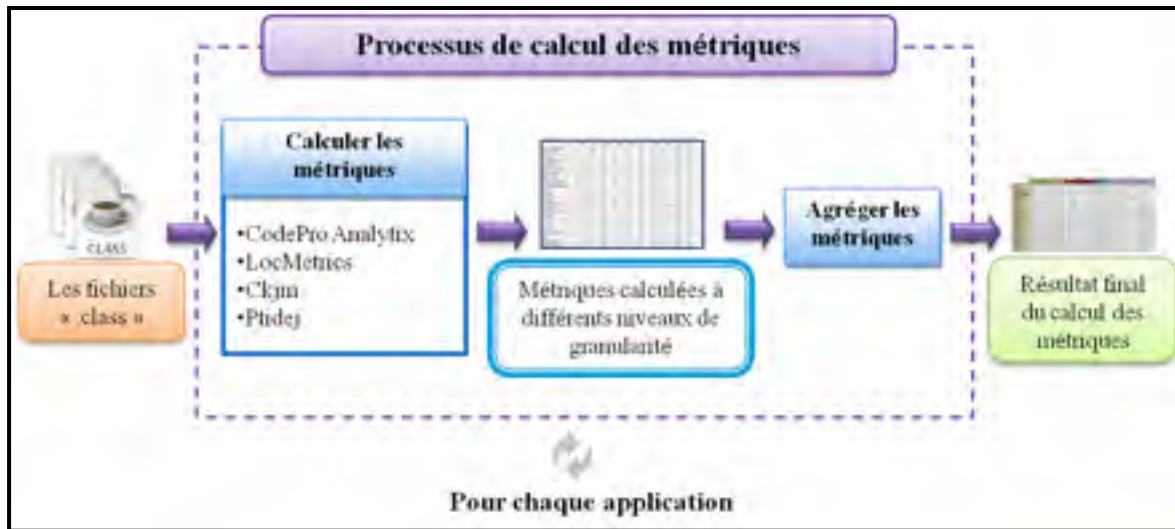 Processus de calcul des métriques
Calculer les
métriques
•CodePro Analytix
•LocMetrics
•Ckjm
•Ptidej
CLASS
Les fichiers
« class »
Métriques calculées à
différents niveaux de
granularité
Agréger les
métriques
Résultat final
du calcul des
métriques
Pour chaque application